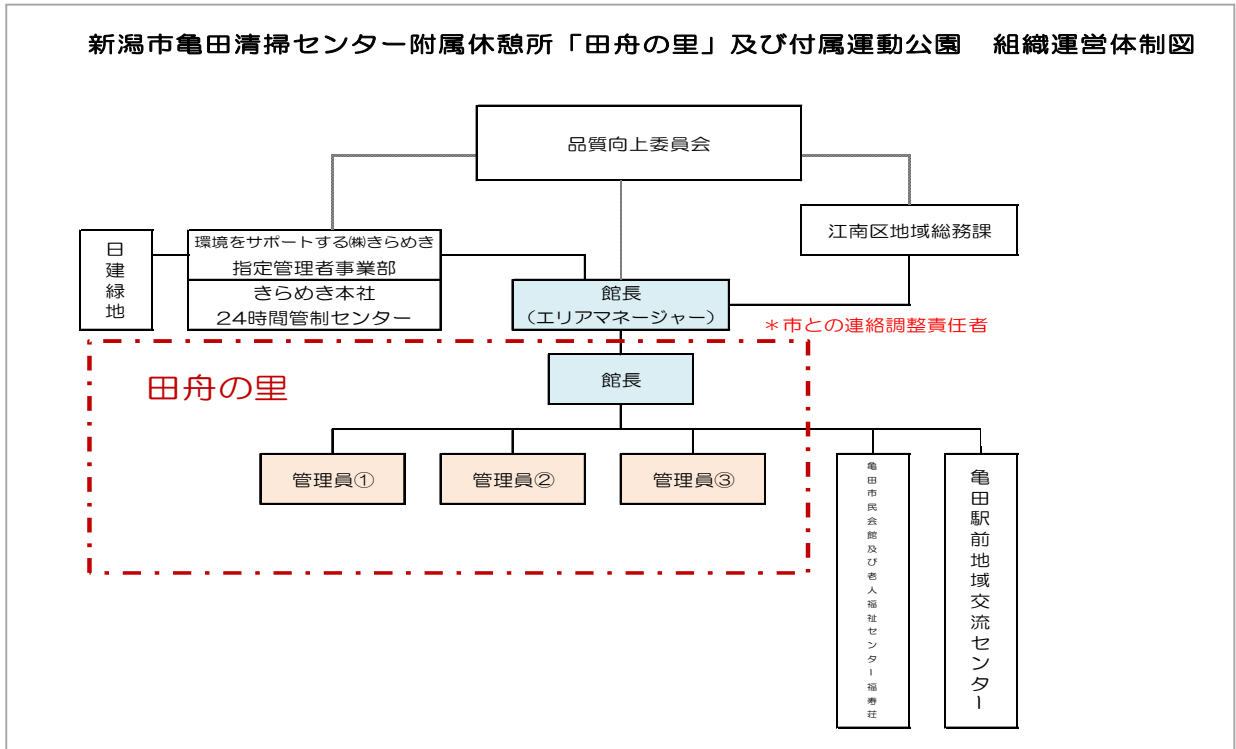 新潟市亀田清掃センター附属休憩所「田舟の里」及び付属運動公園　組織運営体制図
品質向上委員会
江南区地域総務課
日建緑地
環境をサポートする㈱きらめき
指定管理者事業部
きらめき本社
24時間管制センター
館長
（エリアマネージャー）
＊市との連絡調整責任者
田舟の里
館長
管理員①
管理員②
管理員③
亀田市民会館及び老人福祉センター福寿荘
亀田駅前地域交流センター